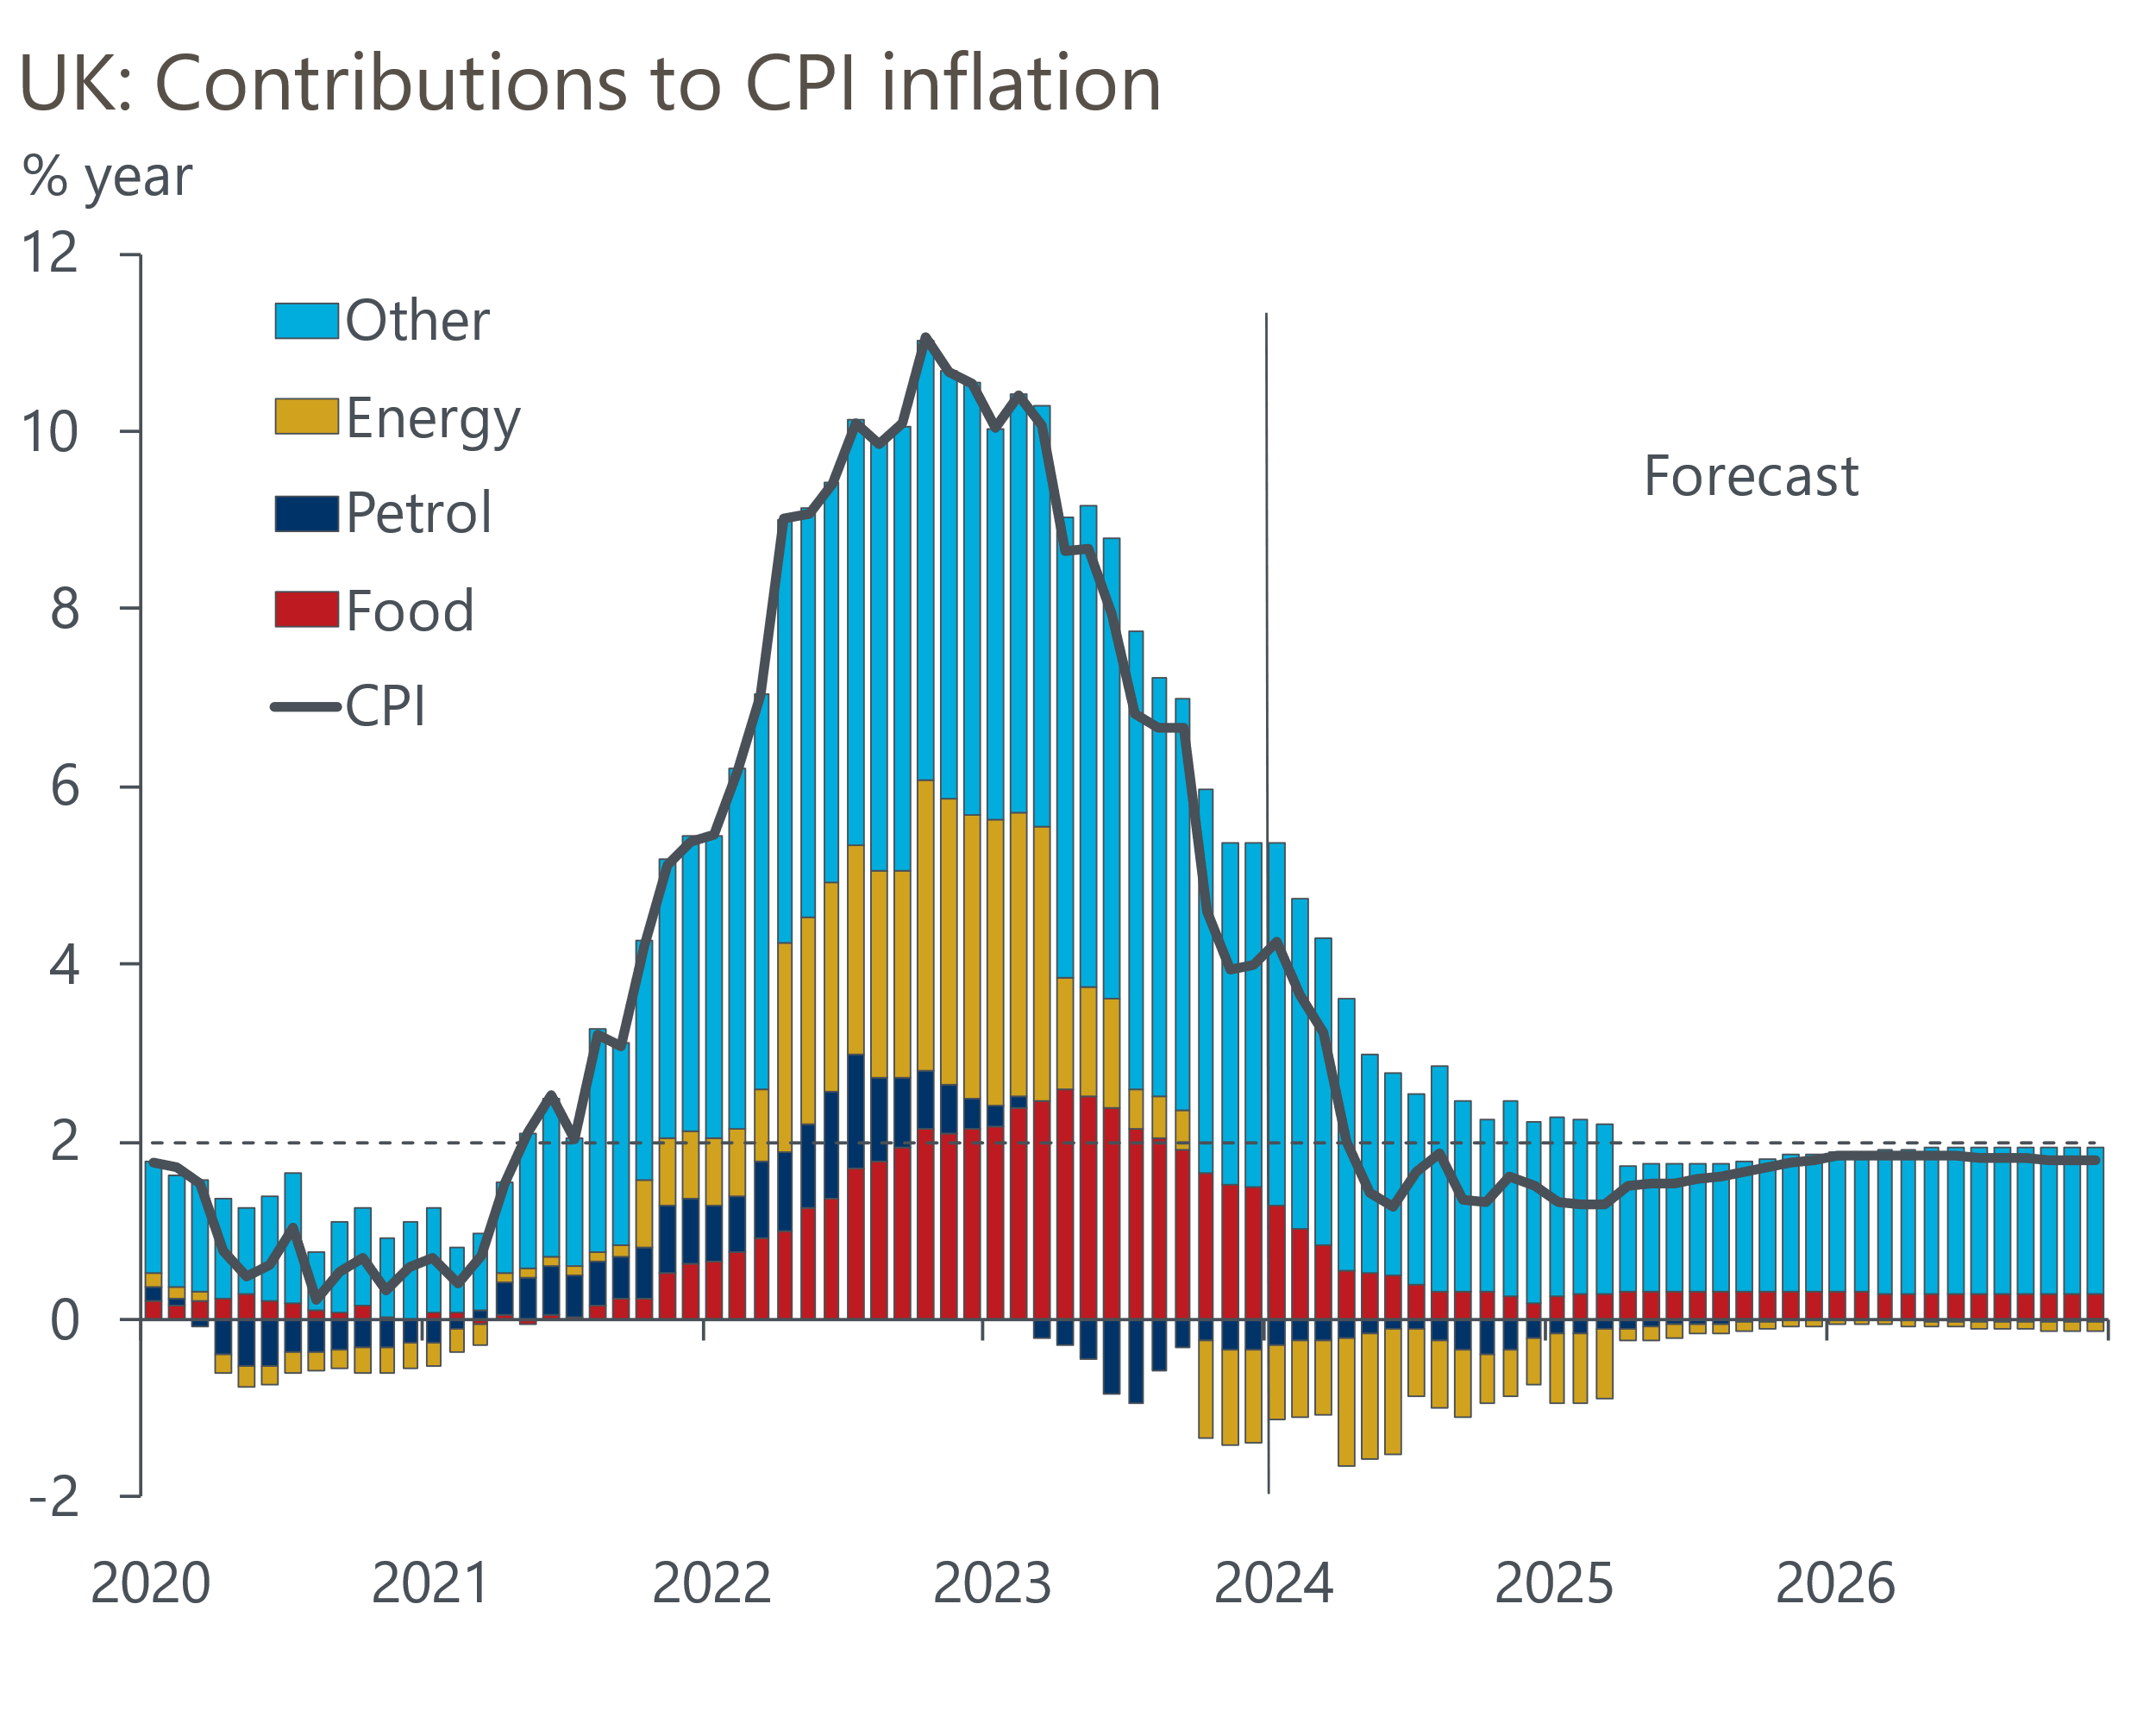 UK: Contributions to CPI inflation
% year
12
10
8
6
4
2
0
-2
Other
Energy
Petrol
Food
CPI
Forecast
2020 2021 2022 2023 2024 2025 2026